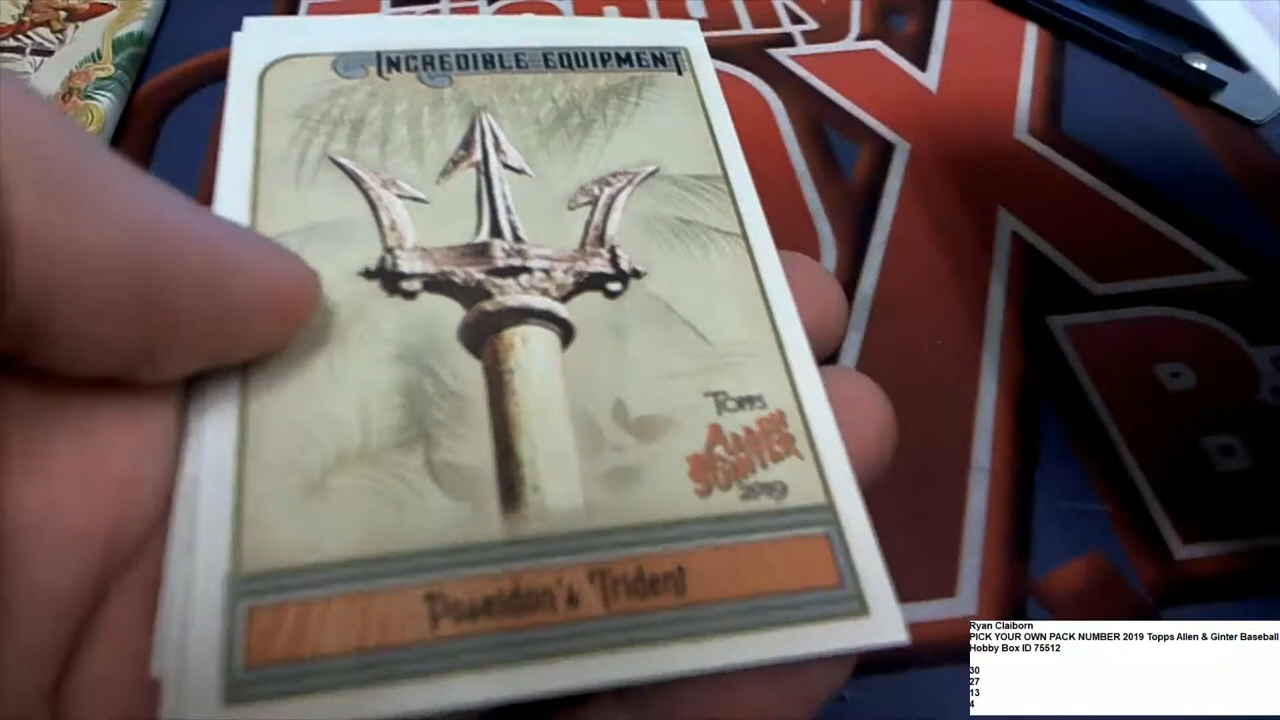 INCREDIBLE EQUIPMENT
TOPPS
ALLEN
GINTER
2019
Poseidon's Trident
Ryan Claiborn
PICK YOUR OWN PACK NUMBER 2019 Topps Allen & Ginter Baseball
Hobby Box ID 75512
30
27
13
4